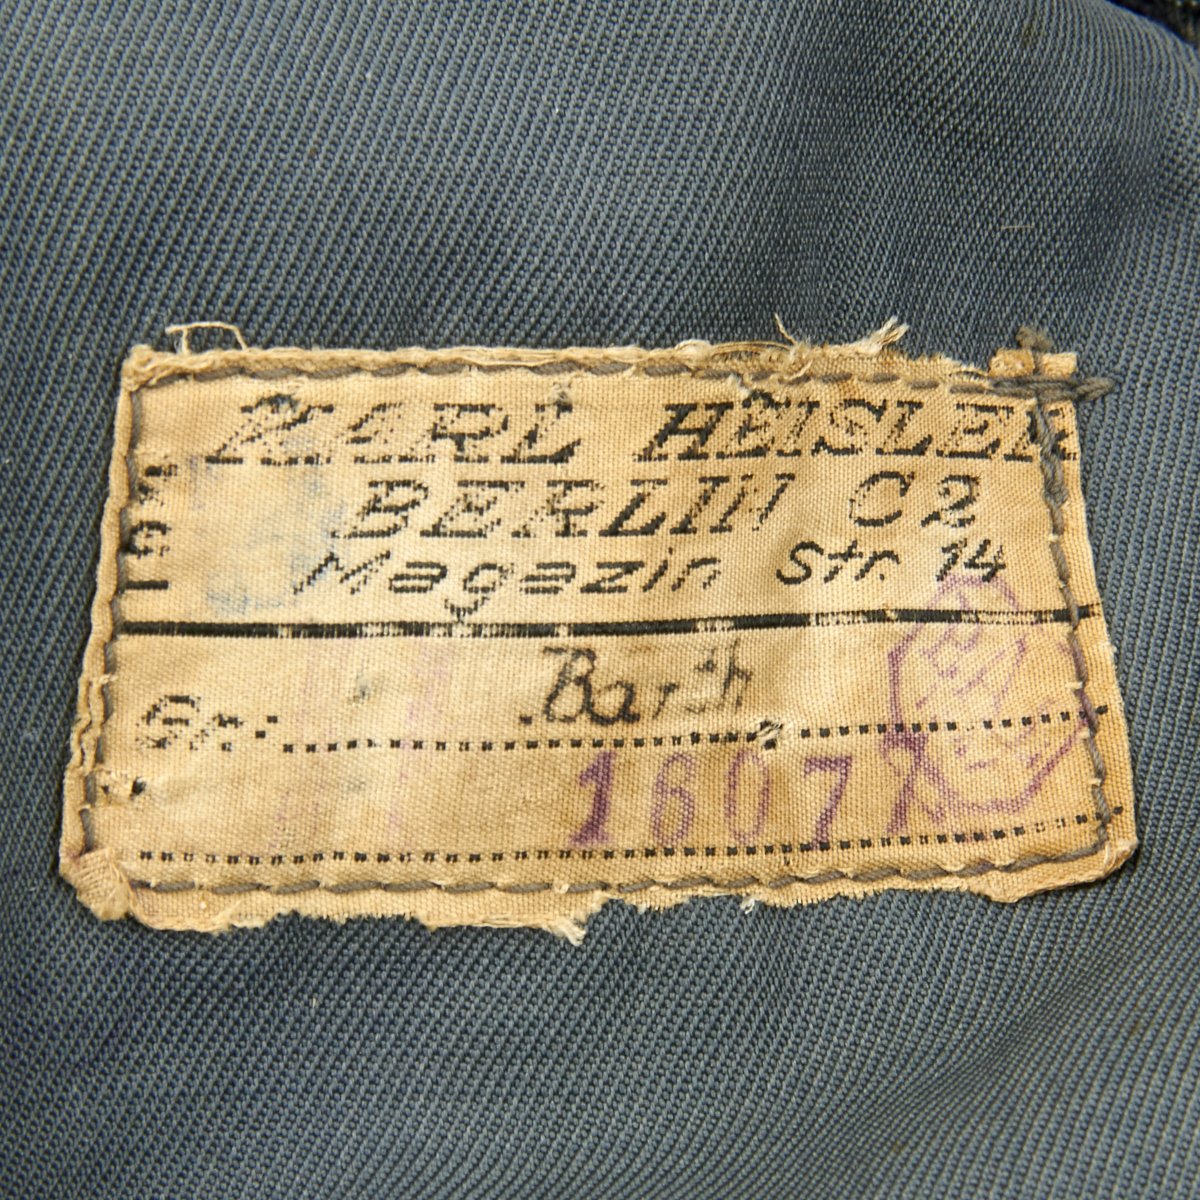 KARL HEISLER
BERLIN C2
Magazin Str. 14
Gr.: Barth
16077